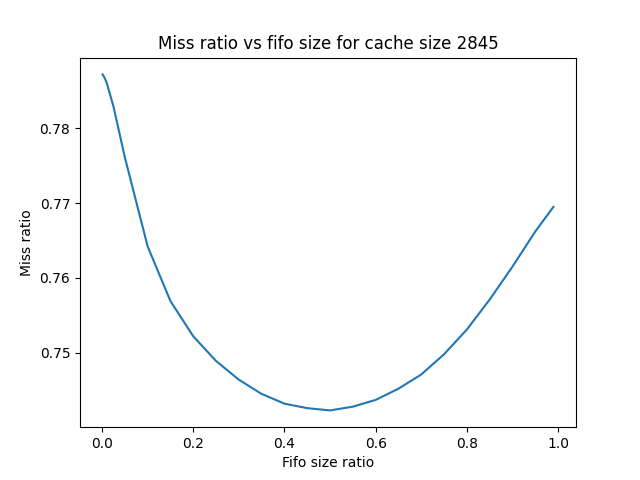 Miss ratio vs fifo size for cache size 2845
Miss ratio
0.78
0.77
0.76
0.75
0.0 0.2 0.4 0.6 0.8 1.0
Fifo size ratio